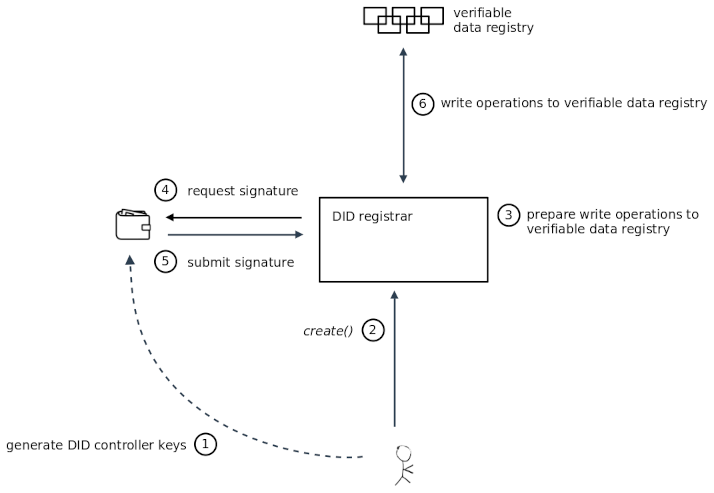 verifiable
data registry
6 write operations to verifiable data registry
4 request signature
DID registrar
3 prepare write operations to
verifiable data registry
5 submit signature
create() 2
generate DID controller keys 1